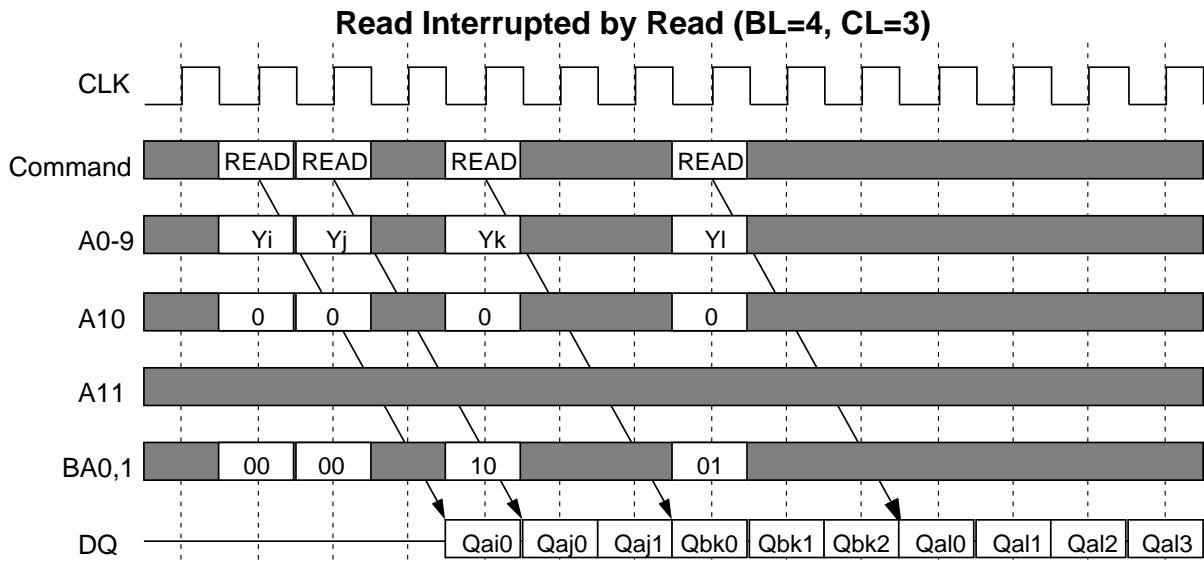 Read Interrupted by Read (BL=4, CL=3)
CLK
Command READ READ READ READ
A0-9 Yi Yj Yk Yl
A10 0 0 0 0
A11
BA0,1 00 00 10 01
DQ Qai0 Qaj0 Qaj1 Qbk0 Qbk1 Qbk2 Qal0 Qal1 Qal2 Qal3